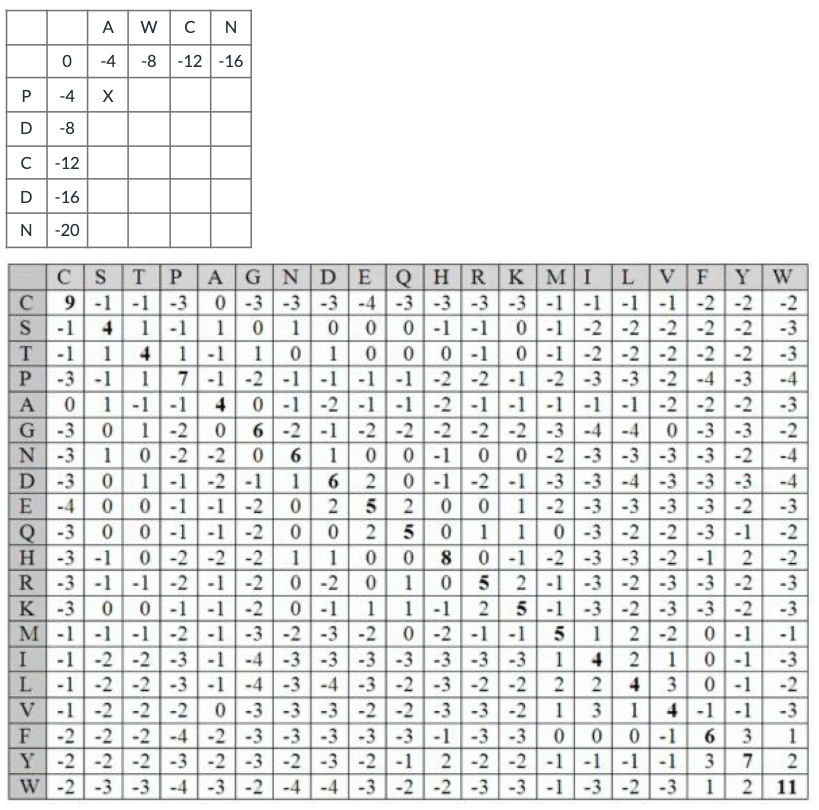 A W C N
0 -4 -8 -12 -16
P -4 X
D -8
C -12
D -16
N -20
C S T P A G N D E Q H R K M I L V F Y W
C 9 -1 -1 -3 0 -3 -3 -3 -4 -3 -3 -3 -3 -1 -1 -1 -1 -2 -2 -2
S -1 4 1 -1 1 0 1 0 0 0 -1 -1 0 -1 -2 -2 -2 -2 -2 -3
T -1 1 4 1 -1 1 0 1 0 0 0 -1 0 -1 -2 -2 -2 -2 -2 -3
P -3 -1 1 7 -1 -2 -1 -1 -1 -1 -2 -2 -1 -2 -3 -3 -2 -4 -3 -4
A 0 1 -1 -1 4 0 -1 -2 -1 -1 -2 -1 -1 -1 -1 -1 -2 -2 -2 -3
G -3 0 1 -2 0 6 -2 -1 -2 -2 -2 -2 -2 -3 -4 -4 0 -3 -3 -2
N -3 1 0 -2 -2 0 6 1 0 0 -1 0 0 -2 -3 -3 -3 -3 -2 -4
D -3 0 1 -1 -2 -1 1 6 2 0 -1 -2 -1 -3 -3 -4 -3 -3 -3 -4
E -4 0 0 -1 -1 -2 0 2 5 2 0 0 1 -2 -3 -3 -3 -3 -2 -3
Q -3 0 0 -1 -1 -2 0 0 2 5 0 1 1 0 -3 -2 -2 -3 -1 -2
H -3 -1 0 -2 -2 -2 1 1 0 0 8 0 -1 -2 -3 -3 -2 -1 2 -2
R -3 -1 -1 -2 -1 -2 0 -2 0 1 0 5 2 -1 -3 -2 -3 -3 -2 -3
K -3 0 0 -1 -1 -2 0 -1 1 1 -1 2 5 -1 -3 -2 -3 -3 -2 -3
M -1 -1 -1 -2 -1 -3 -2 -3 -2 0 -2 -1 -1 5 1 2 -2 0 -1 -1
I -1 -2 -2 -3 -1 -4 -3 -3 -3 -3 -3 -3 -3 1 4 2 1 0 -1 -3
L -1 -2 -2 -3 -1 -4 -3 -4 -3 -2 -3 -2 -2 2 2 4 3 0 -1 -2
V -1 -2 -2 -2 0 -3 -3 -3 -2 -2 -3 -3 -2 1 3 1 4 -1 -1 -3
F -2 -2 -2 -4 -2 -3 -3 -3 -3 -3 -1 -3 -3 0 0 0 -1 6 3 1
Y -2 -2 -2 -3 -2 -3 -2 -3 -2 -1 2 -2 -2 -1 -1 -1 -1 3 7 2
W -2 -3 -3 -4 -3 -2 -4 -4 -3 -2 -2 -3 -3 -1 -3 -2 -3 1 2 11